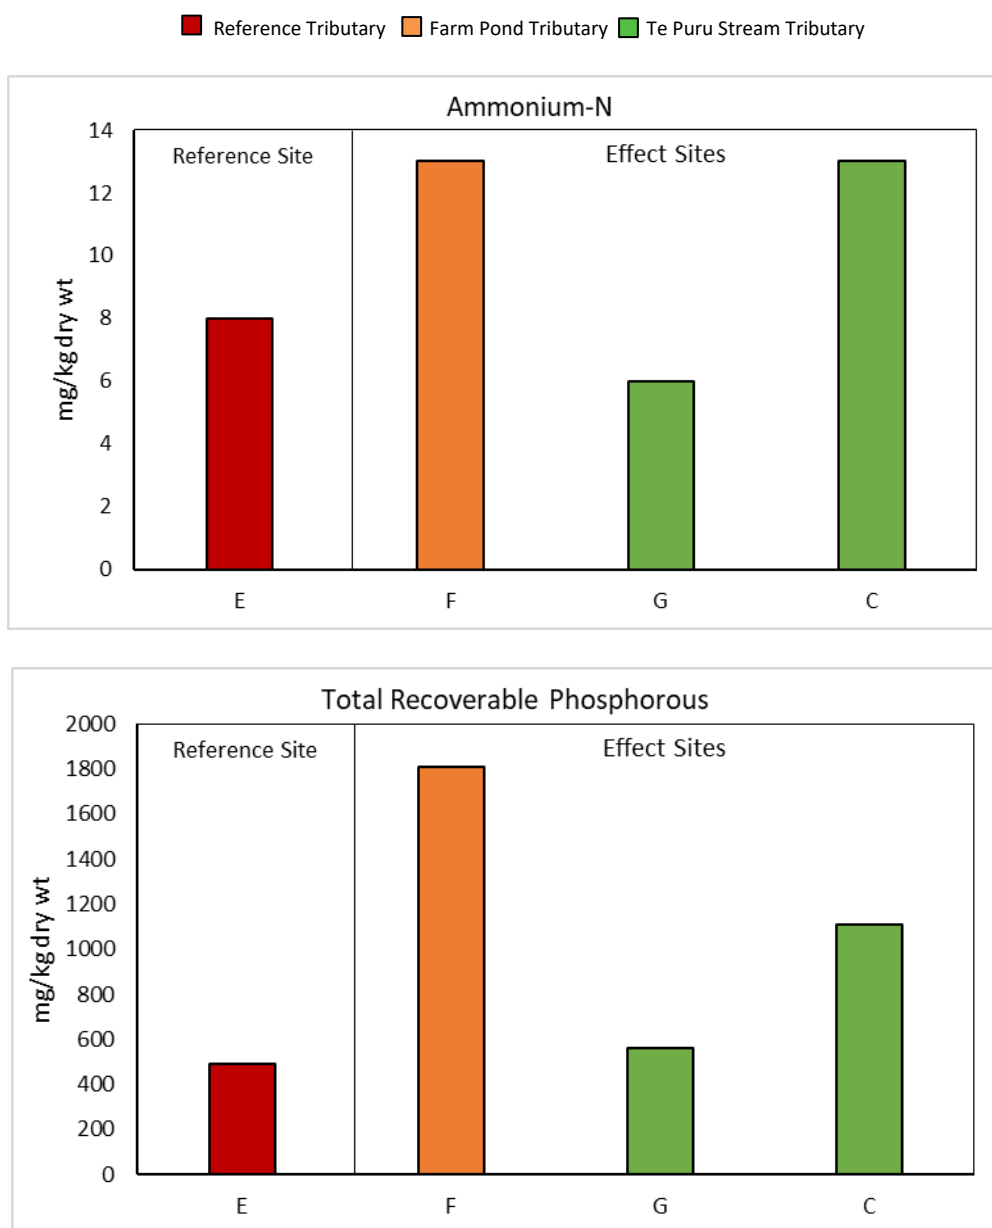 Reference Tributary Farm Pond Tributary Te Puru Stream Tributary
Ammonium-N
Reference Site Effect Sites
mg/kg dry wt
14
12
10
8
6
4
2
0
E F G C
Total Recoverable Phosphorous
Reference Site Effect Sites
mg/kg dry wt
2000
1800
1600
1400
1200
1000
800
600
400
200
0
E F G C